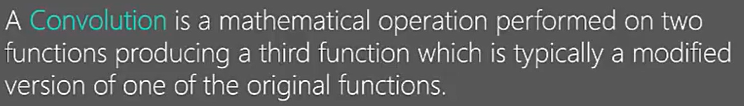 A Convolution is a mathematical operation performed on two
functions producing a third function which is typically a modified
version of one of the original functions.